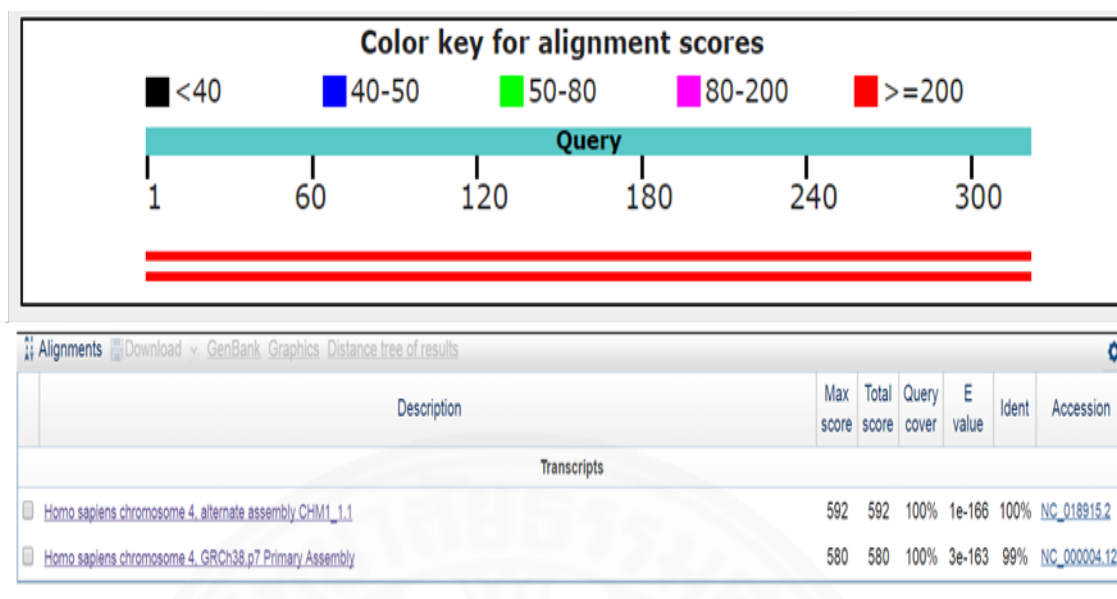 Color key for alignment scores
<40 40-50 50-80 80-200 >=200
Query
1 60 120 180 240 300
Alignments Download GenBank Graphics Distance tree of results
Description Max score Total score Query cover E value Ident Accession
Transcripts
Homo sapiens chromosome 4, alternate assembly CHM1_1.1 592 592 100% 1e-166 100% NC_018915.2
Homo sapiens chromosome 4, GRCh38.p7 Primary Assembly 580 580 100% 3e-163 99% NC_000004.12